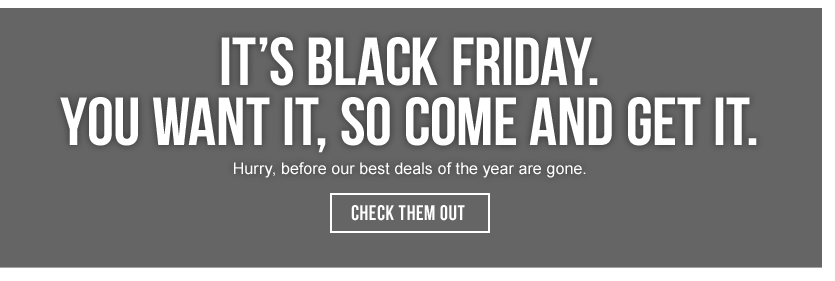 IT’S BLACK FRIDAY.
YOU WANT IT, SO COME AND GET IT.
Hurry, before our best deals of the year are gone.
CHECK THEM OUT